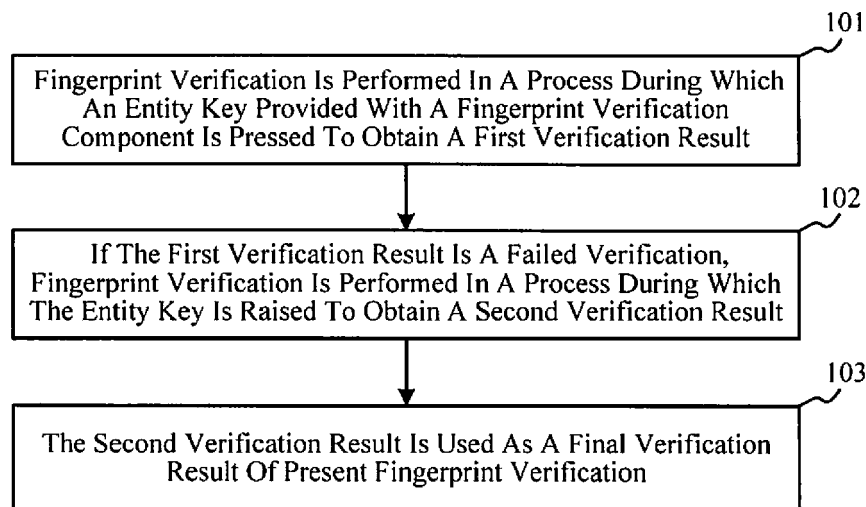 101
Fingerprint Verification Is Performed In A Process During Which
An Entity Key Provided With A Fingerprint Verification
Component Is Pressed To Obtain A First Verification Result
102
If The First Verification Result Is A Failed Verification,
Fingerprint Verification Is Performed In A Process During Which
The Entity Key Is Raised To Obtain A Second Verification Result
103
The Second Verification Result Is Used As A Final Verification
Result Of Present Fingerprint Verification